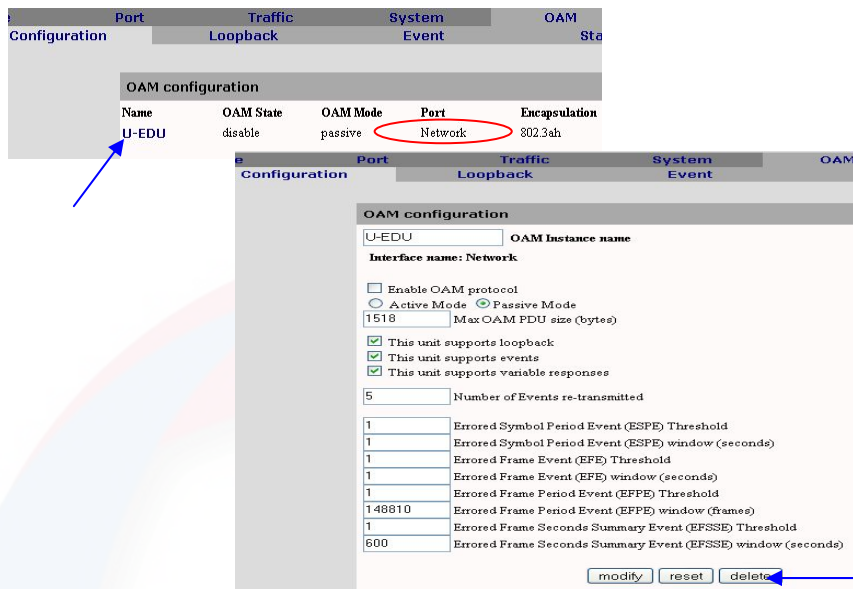 Port Traffic System OAM
Configuration Loopback Event
OAM configuration
Name OAM State OAM Mode Port Encapsulation
U-EDU disable passive Network 802.3ah
Port Traffic System OAM
Configuration Loopback Event
OAM configuration
U-EDU OAM Instance name
Interface name: Network
Enable OAM protocol
Active Mode Passive Mode
1518 Max OAM PDU size (bytes)
This unit supports loopback
This unit supports events
This unit supports variable responses
5 Number of Events re-transmitted
1 Errored Symbol Period Event (ESPE) Threshold
1 Errored Symbol Period Event (ESPE) window (seconds)
1 Errored Frame Event (EFE) Threshold
1 Errored Frame Event (EFE) window (seconds)
1 Errored Frame Period Event (EFPE) Threshold
148810 Errored Frame Period Event (EFPE) window (frames)
1 Errored Frame Seconds Summary Event (EFSSE) Threshold
600 Errored Frame Seconds Summary Event (EFSSE) window (seconds)
modify reset delete